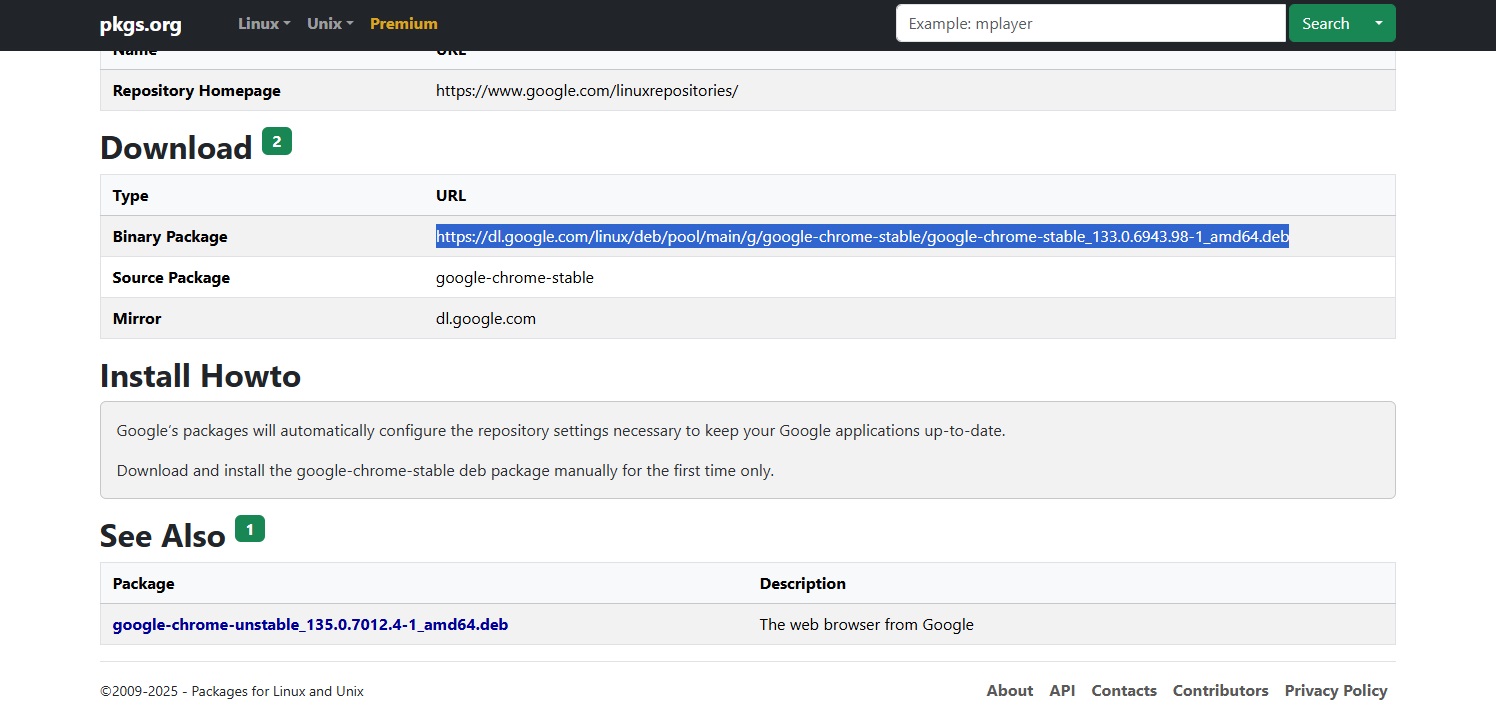 pkgs.org Linux Unix Premium Example: mplayer Search
Name URL
Repository Homepage https://www.google.com/linuxrepositories/
Download 2
Type URL
Binary Package https://dl.google.com/linux/deb/pool/main/g/google-chrome-stable/google-chrome-stable_133.0.6943.98-1_amd64.deb
Source Package google-chrome-stable
Mirror dl.google.com
Install Howto
Google's packages will automatically configure the repository settings necessary to keep your Google applications up-to-date.
Download and install the google-chrome-stable deb package manually for the first time only.
See Also 1
Package Description
google-chrome-unstable_135.0.7012.4-1_amd64.deb The web browser from Google
©2009-2025 - Packages for Linux and Unix About API Contacts Contributors Privacy Policy